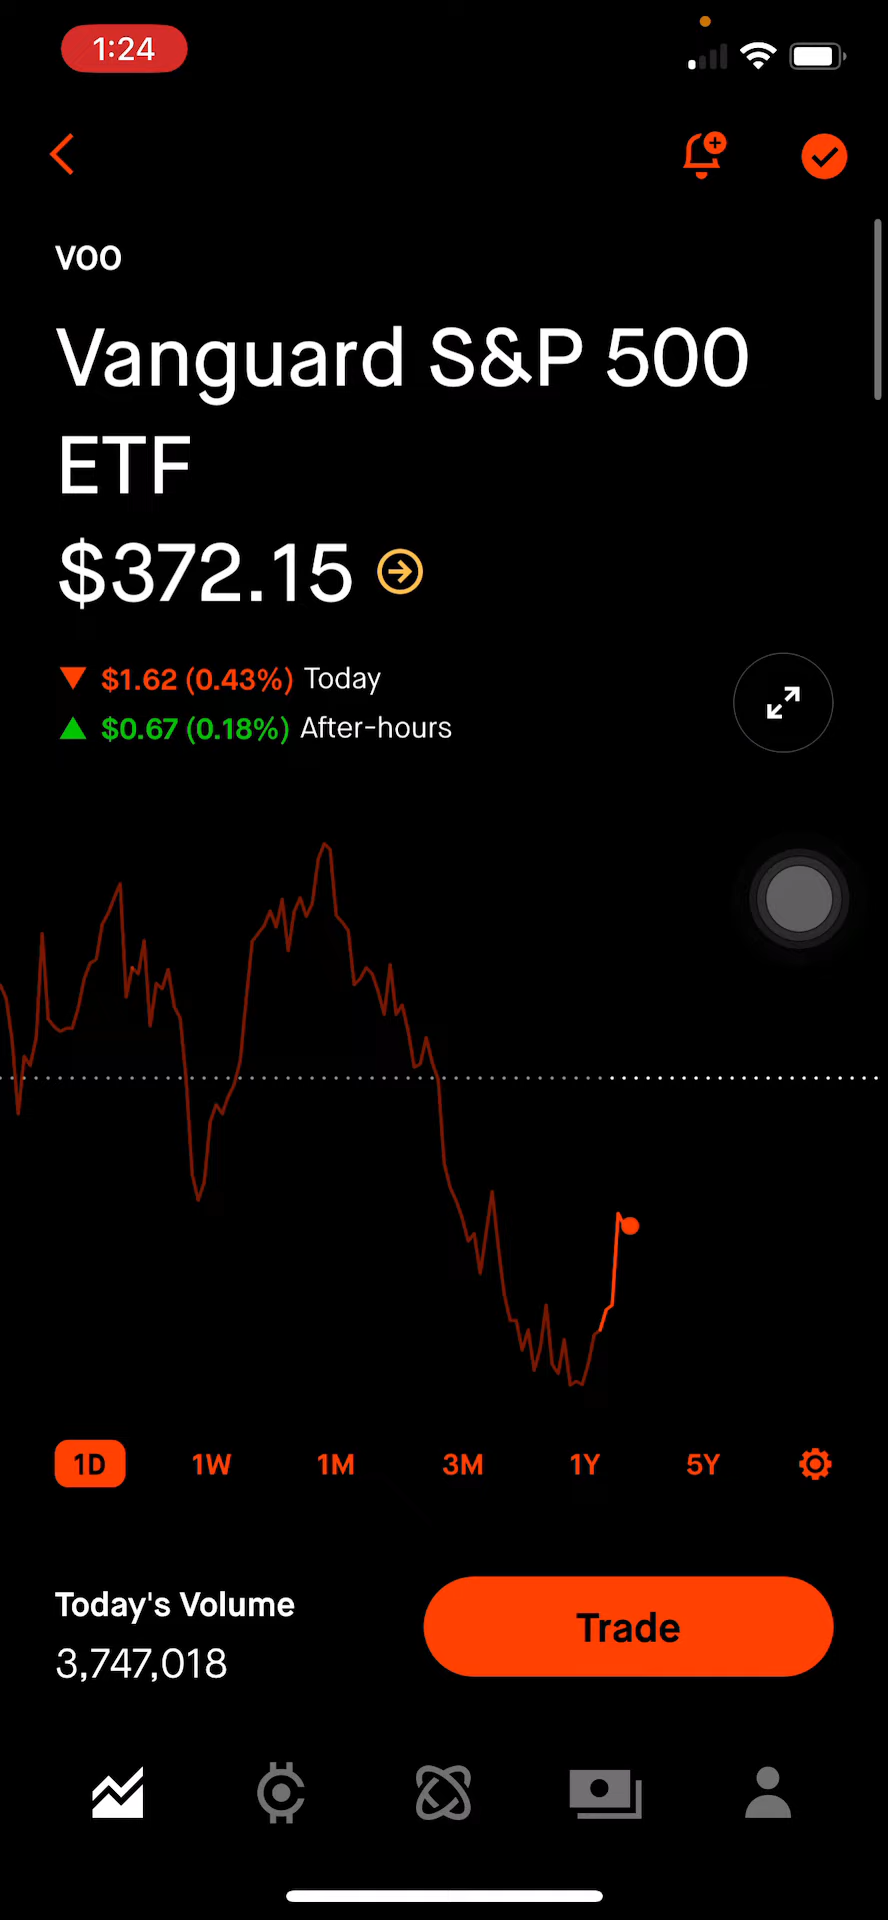 1:24
VOO
Vanguard S&P 500
ETF
$372.15
▼ $1.62 (0.43%) Today
▲ $0.67 (0.18%) After-hours
1D 1W 1M 3M 1Y 5Y
Today's Volume
3,747,018
Trade